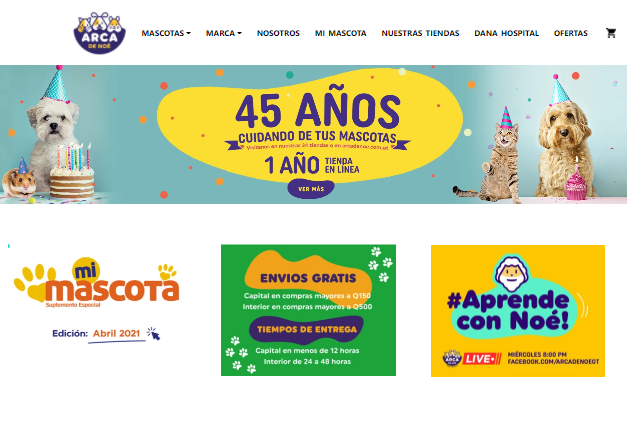 ARCA
DE NOÉ
MASCOTAS
MARCA
NOSOTROS
MI MASCOTA
NUESTRAS TIENDAS
DANA HOSPITAL
OFERTAS
45 AÑOS
CUIDANDO DE TUS MASCOTAS
Visítanos en nuestras 24 tiendas o en arcadenoe.com.gt
1 AÑO TIENDA
EN LÍNEA
VER MÁS
mi
mascota
Suplemento Especial
Edición: Abril 2021
ENVIOS GRATIS
Capital en compras mayores a Q150
Interior en compras mayores a Q500
TIEMPOS DE ENTREGA
Capital en menos de 12 horas
Interior de 24 a 48 horas
#Aprende
con Noé!
ARCA
LIVE
MIÉRCOLES 8:00 PM
FACEBOOK.COM/ARCADENOEGT